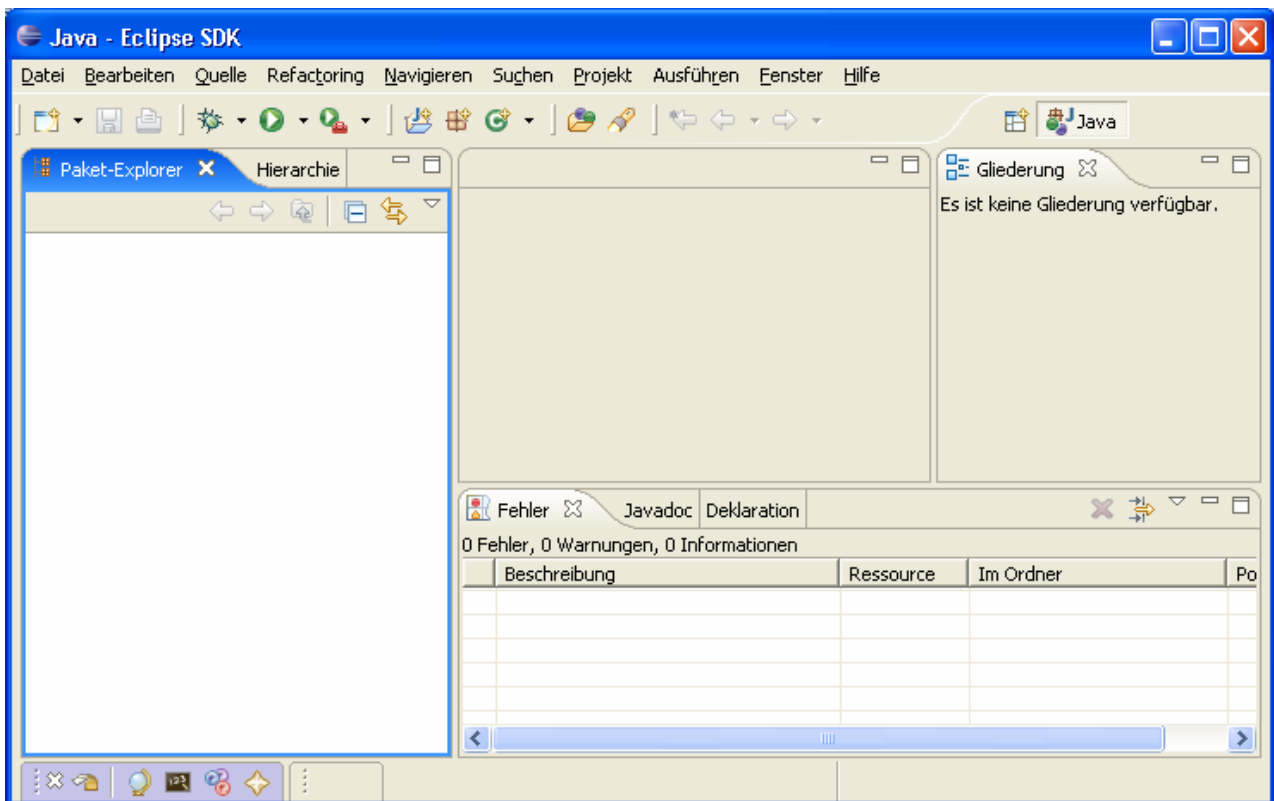 Java - Eclipse SDK
Datei Bearbeiten Quelle Refactoring Navigieren Suchen Projekt Ausführen Fenster Hilfe
Java
Paket-Explorer Hierarchie
Gliederung
Es ist keine Gliederung verfügbar.
Fehler Javadoc Deklaration
0 Fehler, 0 Warnungen, 0 Informationen
Beschreibung Ressource Im Ordner Po